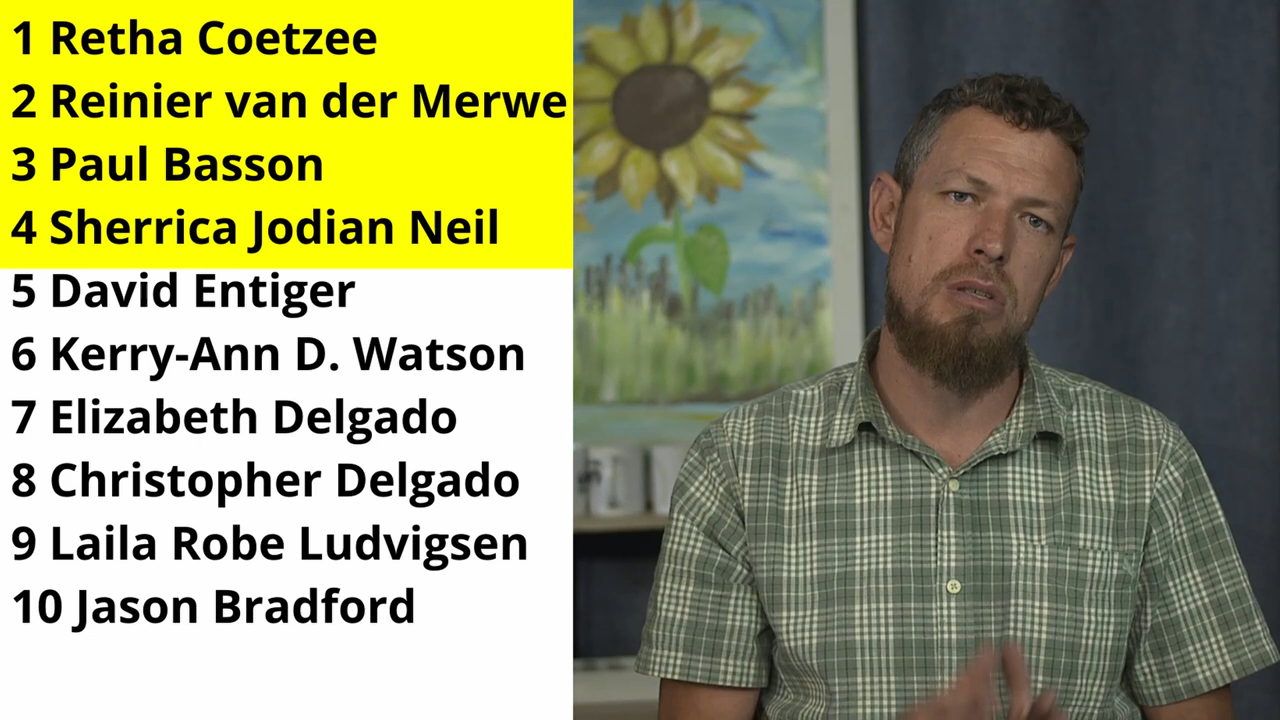 1 Retha Coetzee
2 Reinier van der Merwe
3 Paul Basson
4 Sherrica Jodian Neil
5 David Entiger
6 Kerry-Ann D. Watson
7 Elizabeth Delgado
8 Christopher Delgado
9 Laila Robe Ludvigsen
10 Jason Bradford